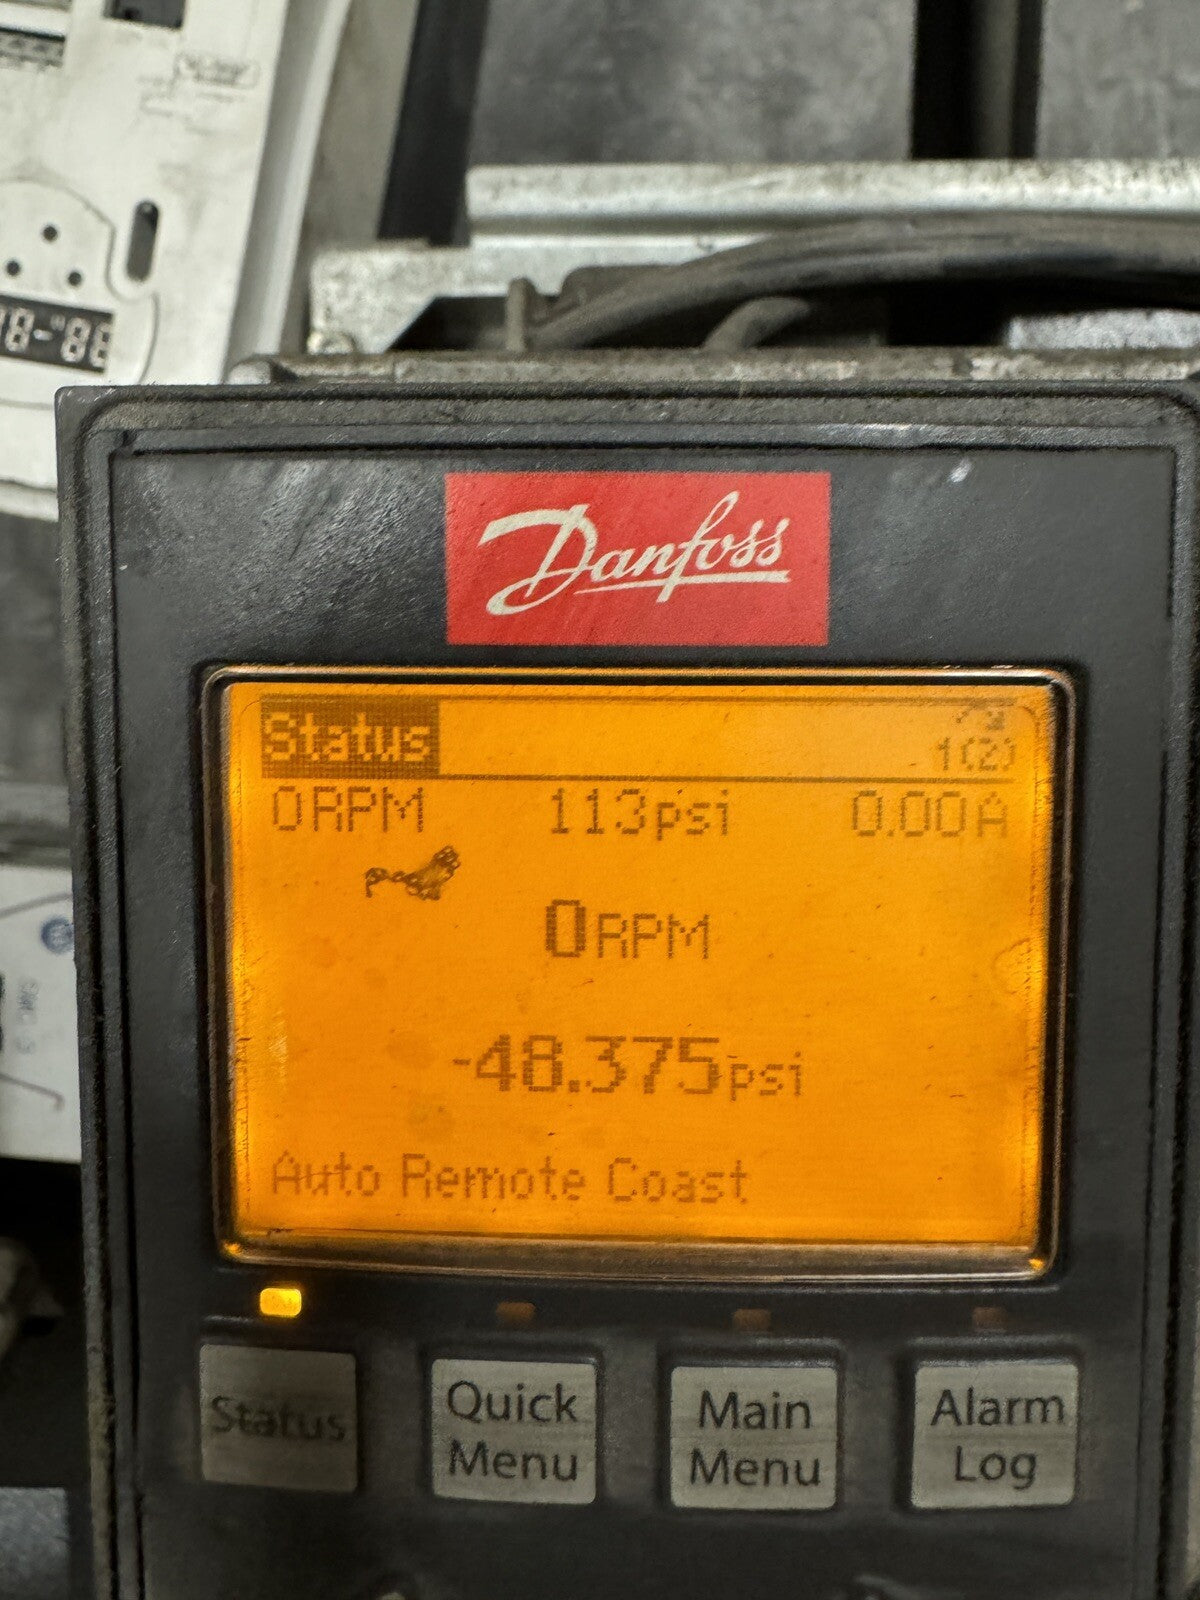 Danfoss
Status
1(2)
0RPM 113psi 0.00A
0RPM
-48.375psi
Auto Remote Coast
Status
Quick Menu
Main Menu
Alarm Log